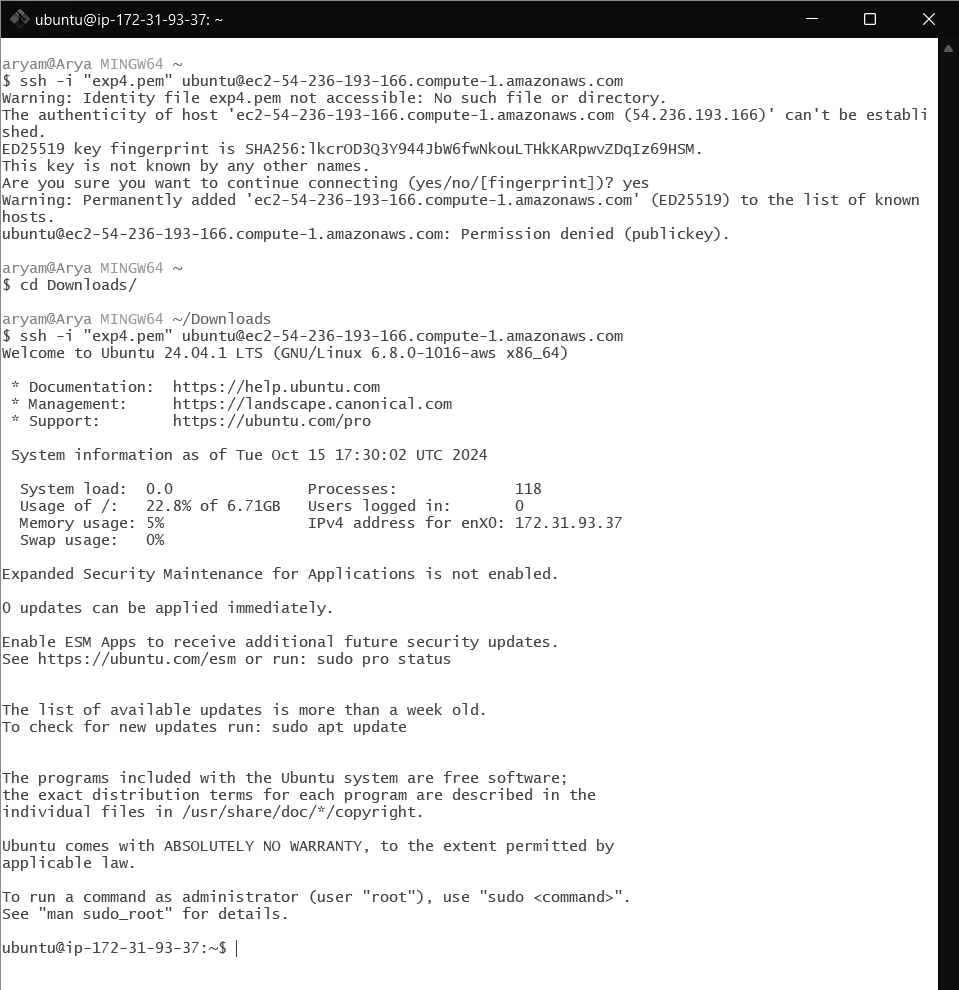 ubuntu@ip-172-31-93-37: ~
aryam@Arya MINGW64 ~
$ ssh -i "exp4.pem" ubuntu@ec2-54-236-193-166.compute-1.amazonaws.com
Warning: Identity file exp4.pem not accessible: No such file or directory.
The authenticity of host 'ec2-54-236-193-166.compute-1.amazonaws.com (54.236.193.166)' can't be establi
shed.
ED25519 key fingerprint is SHA256:lkcrOD3Q3Y944JbW6fwNkouLTHkKARpwvZDqIz69HSM.
This key is not known by any other names.
Are you sure you want to continue connecting (yes/no/[fingerprint])? yes
Warning: Permanently added 'ec2-54-236-193-166.compute-1.amazonaws.com' (ED25519) to the list of known
hosts.
ubuntu@ec2-54-236-193-166.compute-1.amazonaws.com: Permission denied (publickey).
aryam@Arya MINGW64 ~
$ cd Downloads/
aryam@Arya MINGW64 ~/Downloads
$ ssh -i "exp4.pem" ubuntu@ec2-54-236-193-166.compute-1.amazonaws.com
Welcome to Ubuntu 24.04.1 LTS (GNU/Linux 6.8.0-1016-aws x86_64)
* Documentation:  https://help.ubuntu.com
* Management:     https://landscape.canonical.com
* Support:        https://ubuntu.com/pro
System information as of Tue Oct 15 17:30:02 UTC 2024
System load:  0.0               Processes:             118
Usage of /:   22.8% of 6.71GB   Users logged in:       0
Memory usage: 5%                IPv4 address for enX0: 172.31.93.37
Swap usage:   0%
Expanded Security Maintenance for Applications is not enabled.
0 updates can be applied immediately.
Enable ESM Apps to receive additional future security updates.
See https://ubuntu.com/esm or run: sudo pro status
The list of available updates is more than a week old.
To check for new updates run: sudo apt update
The programs included with the Ubuntu system are free software;
the exact distribution terms for each program are described in the
individual files in /usr/share/doc/*/copyright.
Ubuntu comes with ABSOLUTELY NO WARRANTY, to the extent permitted by
applicable law.
To run a command as administrator (user "root"), use "sudo <command>".
See "man sudo_root" for details.
ubuntu@ip-172-31-93-37:~$